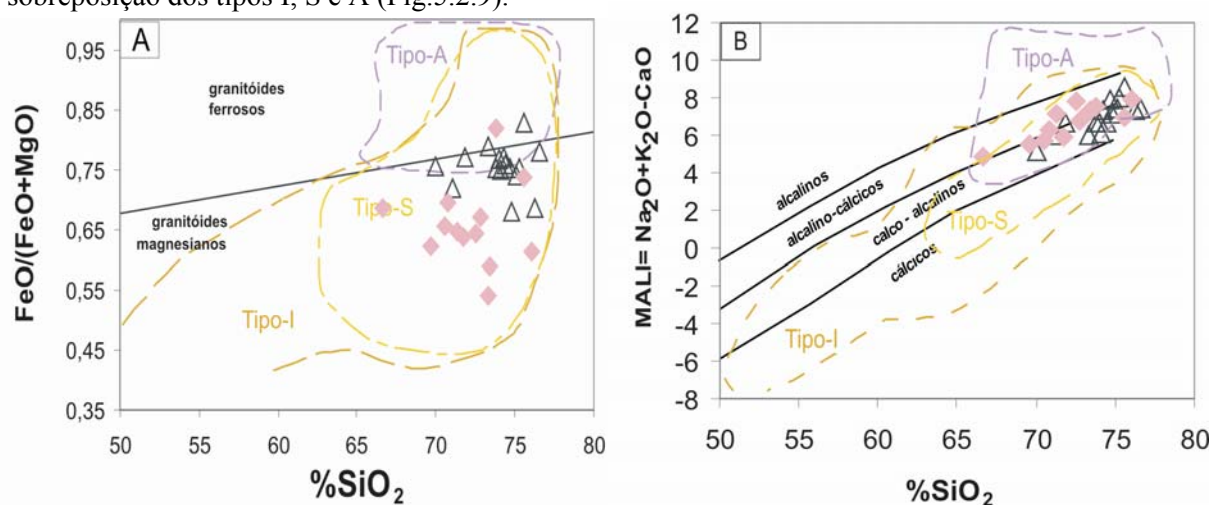 sobreposição dos tipos I, S e A (Fig.5.2.9).
A
0,95
0,85
0,75
0,65
0,55
0,45
0,35
FeO/(FeO+MgO)
granitóides
ferrosos
granitóides
magnesianos
Tipo-A
Tipo-S
Tipo-I
50
55
60
65
70
75
80
%SiO₂
B
12
10
8
6
4
2
0
-2
-4
-6
-8
MALI= Na₂O+K₂O-CaO
Tipo-A
alcalinos
alcalino-cálcicos
calco - alcalinos
cálcicos
Tipo-S
Tipo-I
50
55
60
65
70
75
80
%SiO₂